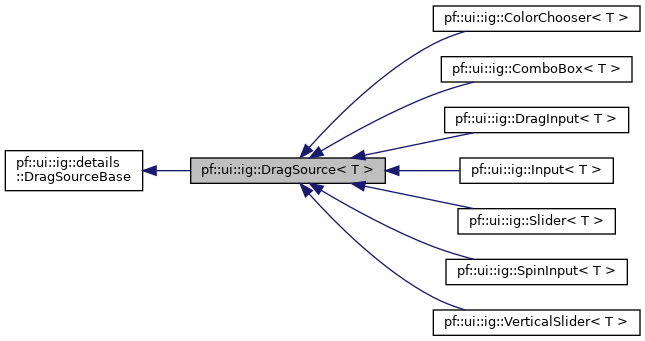 pf::ui::ig::ColorChooser< T >
pf::ui::ig::ComboBox< T >
pf::ui::ig::DragInput< T >
pf::ui::ig::details
::DragSourceBase
pf::ui::ig::DragSource< T >
pf::ui::ig::Input< T >
pf::ui::ig::Slider< T >
pf::ui::ig::SpinInput< T >
pf::ui::ig::VerticalSlider< T >